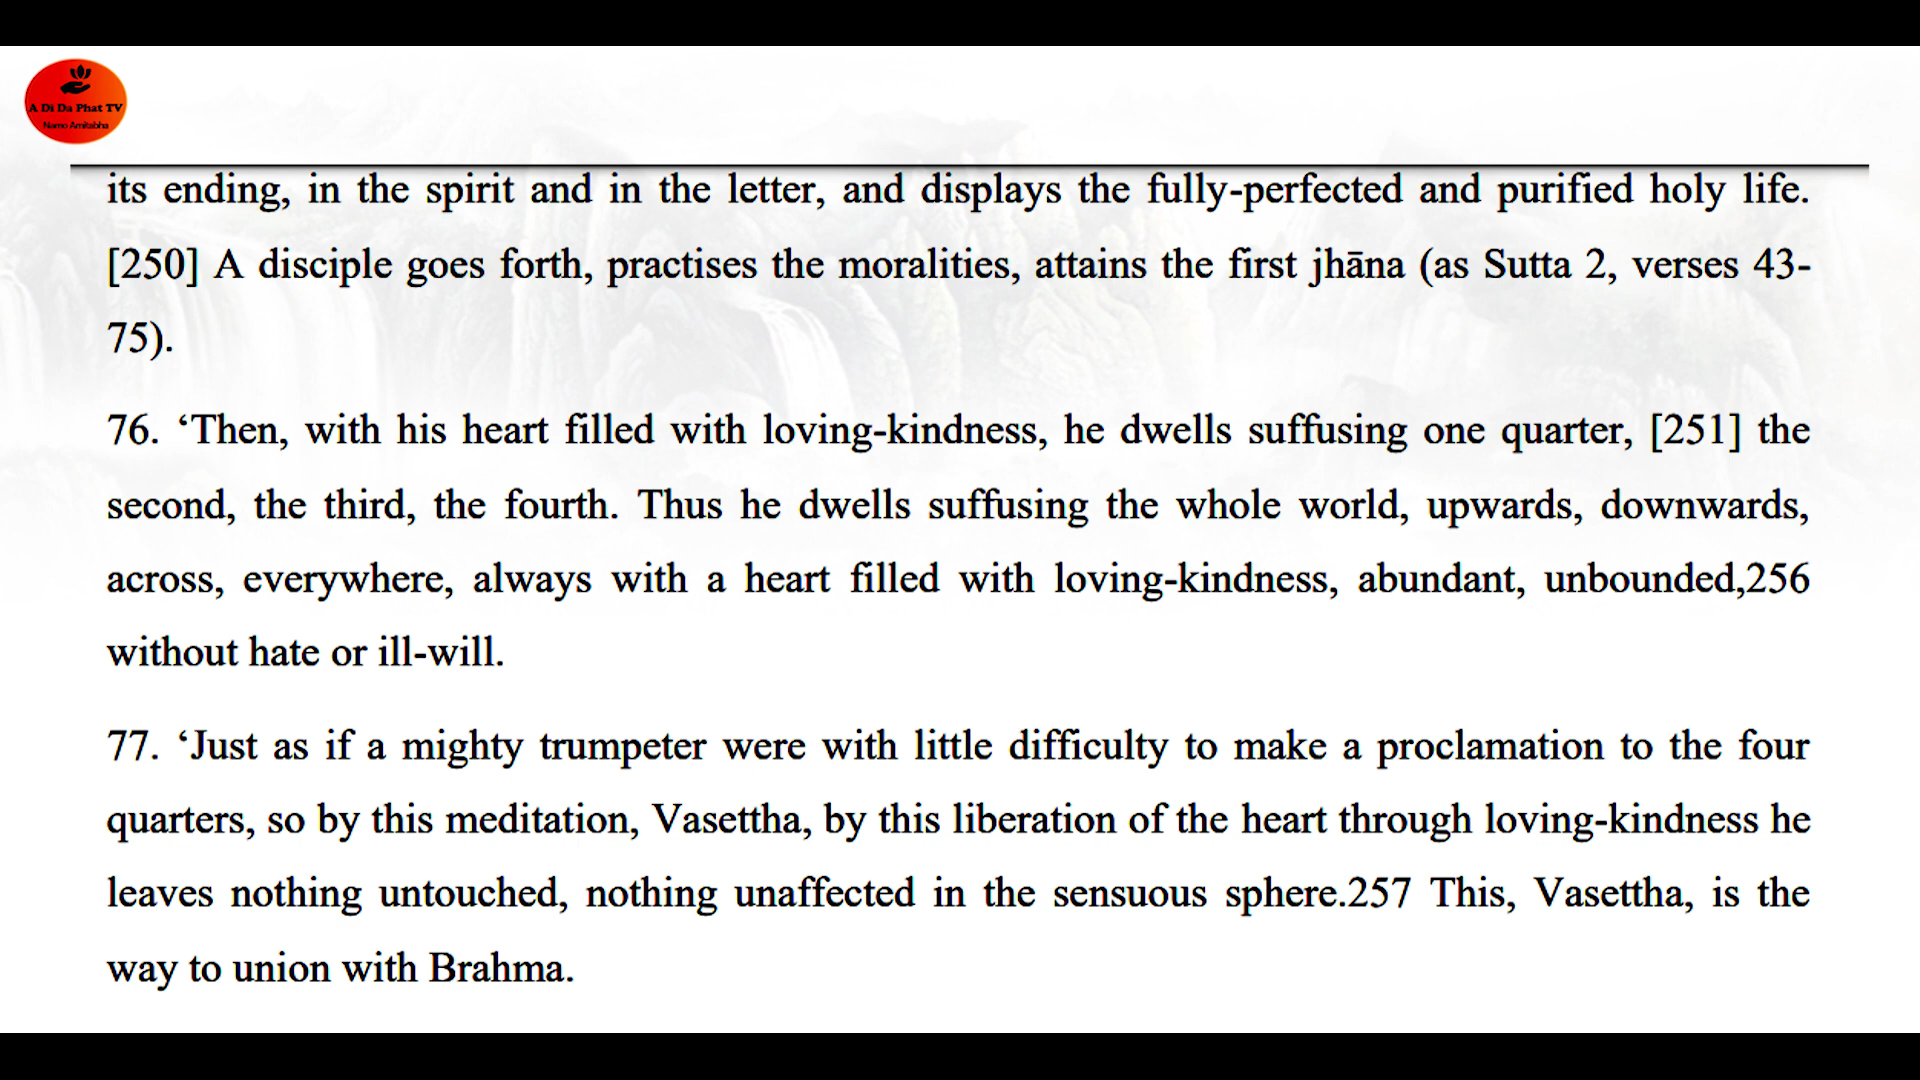 A Di Da Phat TV
Namo Amitabha
its ending, in the spirit and in the letter, and displays the fully-perfected and purified holy life.
[250] A disciple goes forth, practises the moralities, attains the first jhāna (as Sutta 2, verses 43-
75).
76. ‘Then, with his heart filled with loving-kindness, he dwells suffusing one quarter, [251] the
second, the third, the fourth. Thus he dwells suffusing the whole world, upwards, downwards,
across, everywhere, always with a heart filled with loving-kindness, abundant, unbounded,256
without hate or ill-will.
77. ‘Just as if a mighty trumpeter were with little difficulty to make a proclamation to the four
quarters, so by this meditation, Vasettha, by this liberation of the heart through loving-kindness he
leaves nothing untouched, nothing unaffected in the sensuous sphere.257 This, Vasettha, is the
way to union with Brahma.